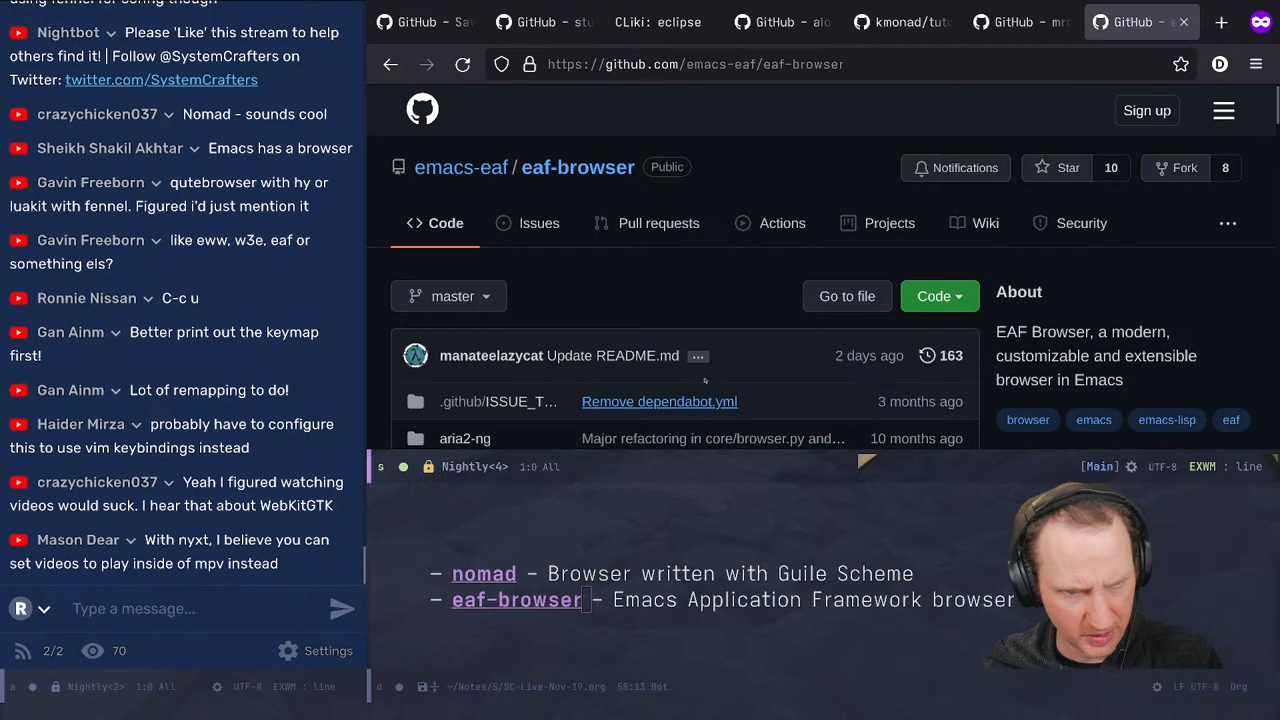 using fennel for scripting though
Nightbot Please 'Like' this stream to help
others find it! | Follow @SystemCrafters on
Twitter: twitter.com/SystemCrafters
crazychicken037 Nomad - sounds cool
Sheikh Shakil Akhtar Emacs has a browser
Gavin Freeborn qutebrowser with hy or
luakit with fennel. Figured i'd just mention it
Gavin Freeborn like eww, w3e, eaf or
something els?
Ronnie Nissan C-c u
Gan Ainm Better print out the keymap
first!
Gan Ainm Lot of remapping to do!
Haider Mirza probably have to configure
this to use vim keybindings instead
crazychicken037 Yeah I figured watching
videos would suck. I hear that about WebKitGTK
Mason Dear With nyxt, I believe you can
set videos to play inside of mpv instead
R Type a message...
2/2 70 Settings
s Nightly<2> 1:0 All UTF-8 EXWM : line
GitHub - Saw GitHub - stu CLiki: eclipse GitHub - alo kmonad/tuto GitHub - mro GitHub - e
https://github.com/emacs-eaf/eaf-browser D
Sign up
emacs-eaf / eaf-browser Public Notifications Star 10 Fork 8
Code Issues Pull requests Actions Projects Wiki Security
master Go to file Code
About
EAF Browser, a modern,
customizable and extensible
browser in Emacs
browser emacs emacs-lisp eaf
manateelazycat Update README.md ... 2 days ago 163
.github/ISSUE_T... Remove dependabot.yml 3 months ago
aria2-ng Major refactoring in core/browser.py and... 10 months ago
s Nightly<4> 1:0 All [Main] UTF-8 EXWM : line
- nomad - Browser written with Guile Scheme
- eaf-browser - Emacs Application Framework browser
d ~/Notes/S/SC-Live-Nov-19.org 58:13 Bot LF UTF-8 Org